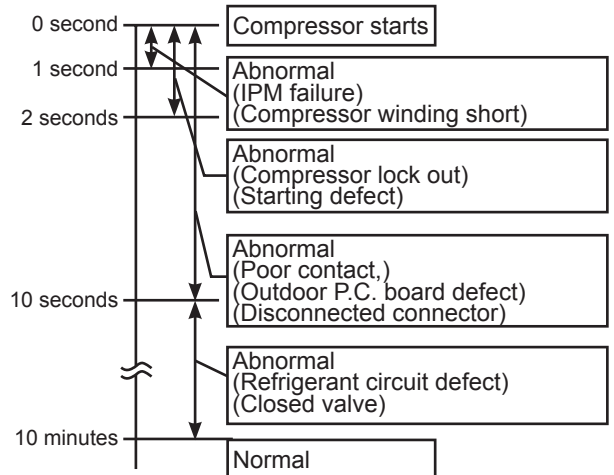 0 second
Compressor starts
1 second
Abnormal
(IPM failure)
(Compressor winding short)
2 seconds
Abnormal
(Compressor lock out)
(Starting defect)
Abnormal
(Poor contact,)
(Outdoor P.C. board defect)
(Disconnected connector)
10 seconds
Abnormal
(Refrigerant circuit defect)
(Closed valve)
10 minutes
Normal